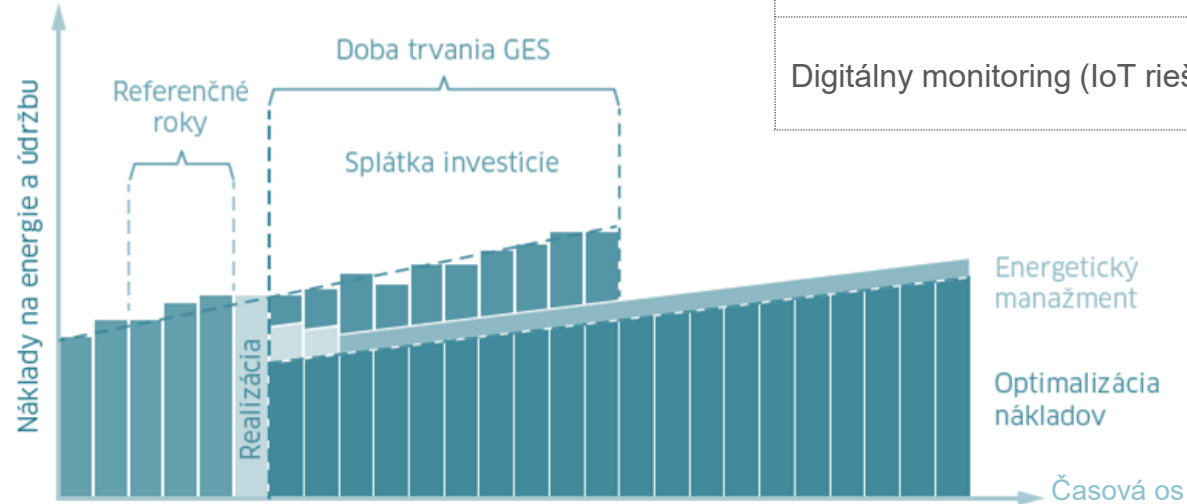 Doba trvania GES
Digitálny monitoring (IoT
Referenčné
roky
Splátka investície
Náklady na energie a údržbu
Realizácia
Energetický
manažment
Optimalizácia
nákladov
Časová os